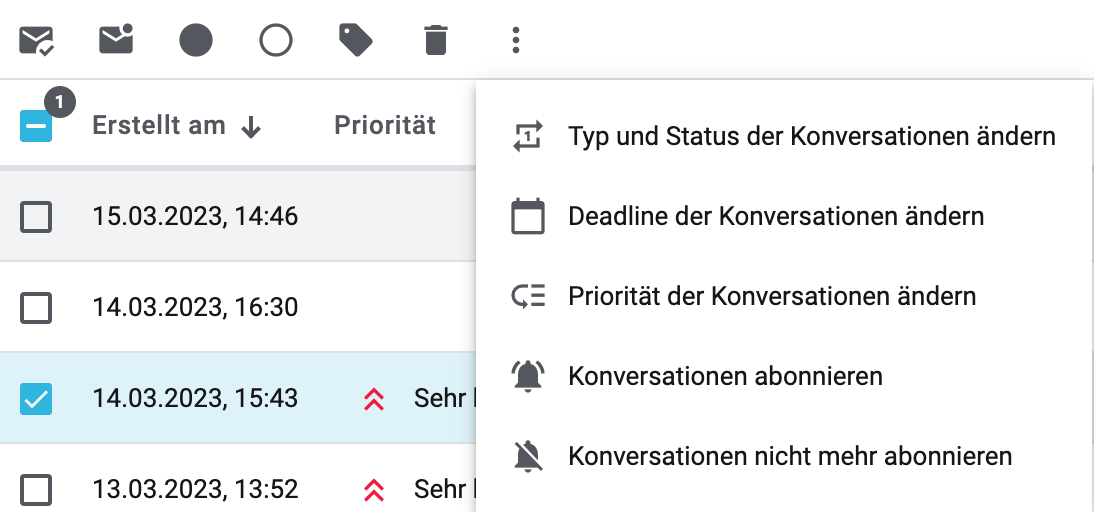 1
Erstellt am Priorität
Typ und Status der Konversationen ändern
15.03.2023, 14:46
Deadline der Konversationen ändern
14.03.2023, 16:30
Priorität der Konversationen ändern
14.03.2023, 15:43 Sehr
Konversationen abonnieren
13.03.2023, 13:52 Sehr
Konversationen nicht mehr abonnieren